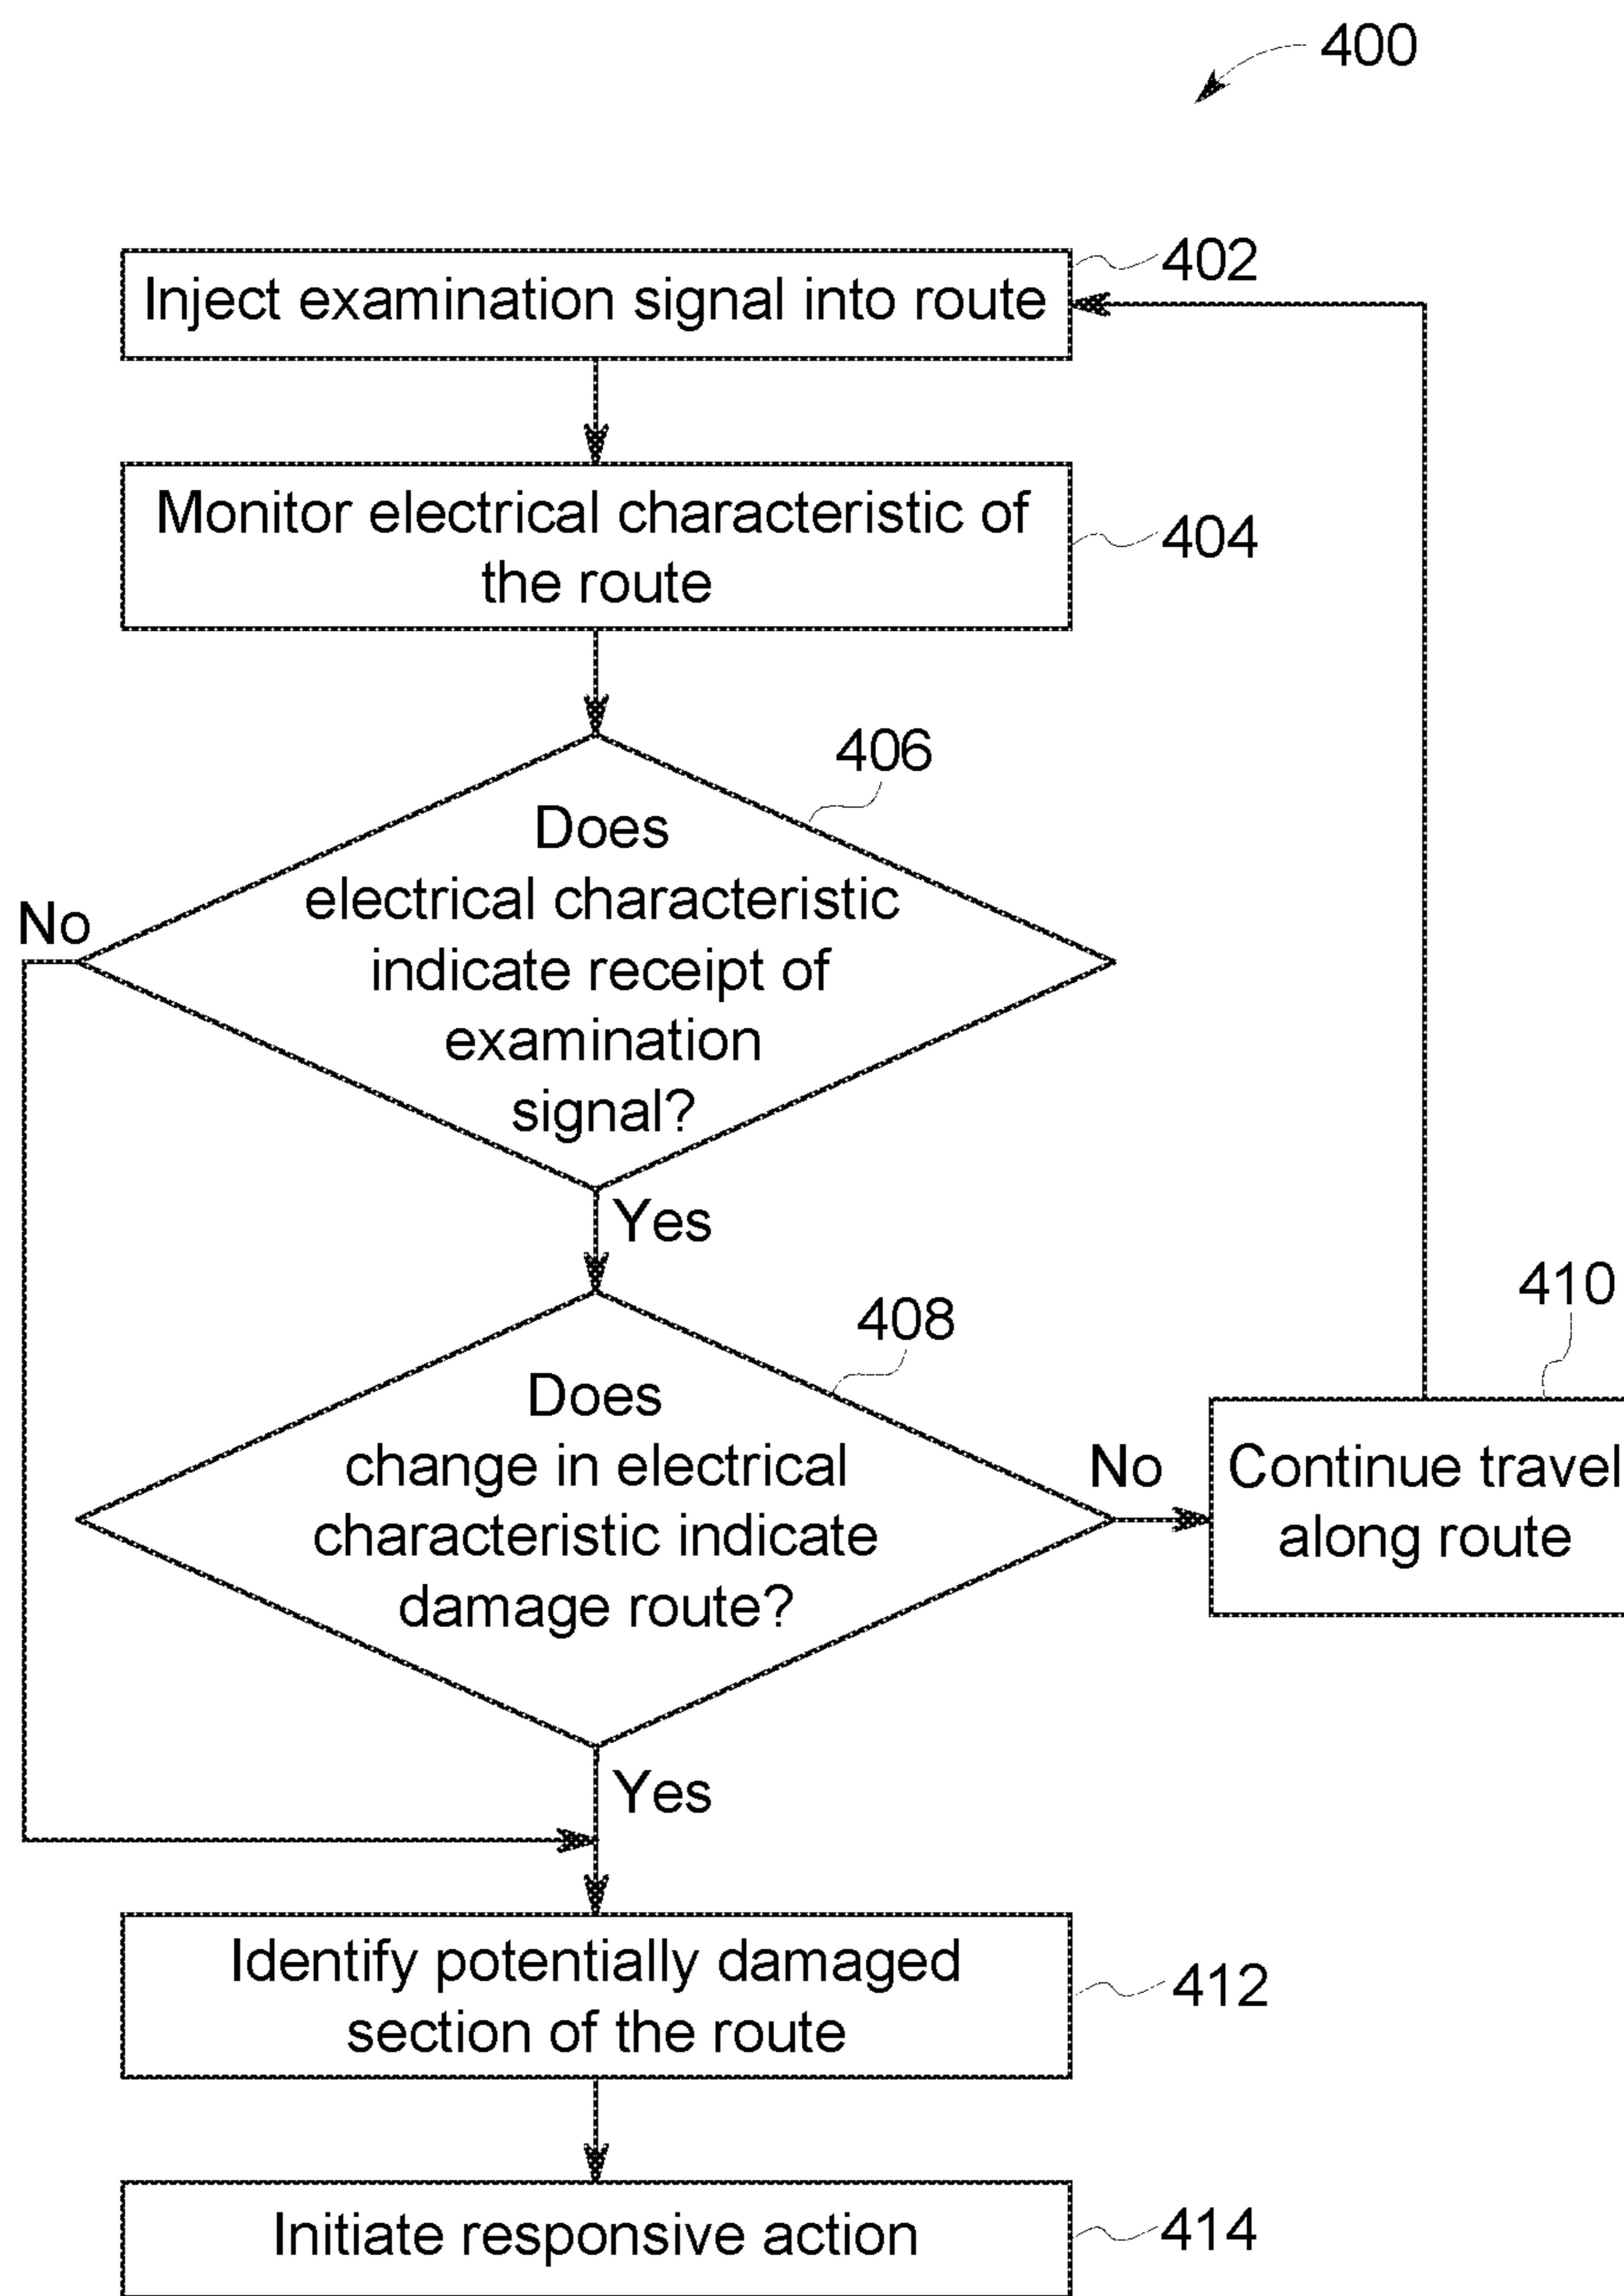 400
402
Inject examination signal into route
Monitor electrical characteristic of
the route
404
406
Does
electrical characteristic
indicate receipt of
examination
signal?
No
Yes
408
410
Does
change in electrical
characteristic indicate
damage route?
No
Continue travel
along route
Yes
Identify potentially damaged
section of the route
412
Initiate responsive action
414